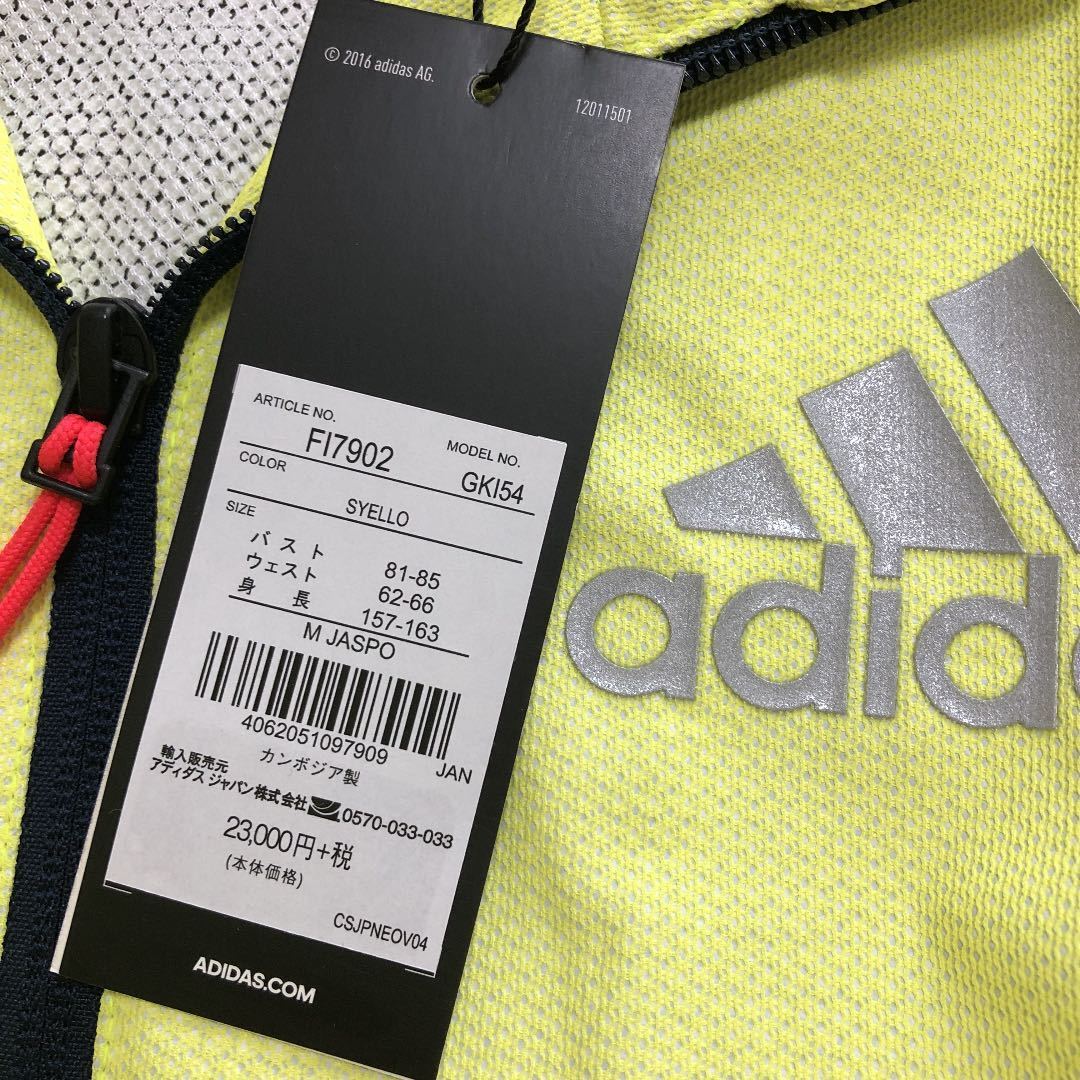 © 2016 adidas AG.
12011501
ARTICLE NO.
FI7902
MODEL NO.
GKI54
COLOR
SYELLO
SIZE
バスト 81-85
ウェスト 62-66
身長 157-163
M JASPO
4062051097909
JAN
カンボジア製
輸入販売元
アディダス ジャパン株式会社 0570-033-033
23,000円+税
(本体価格)
CSJPNEOV04
ADIDAS.COM
adida